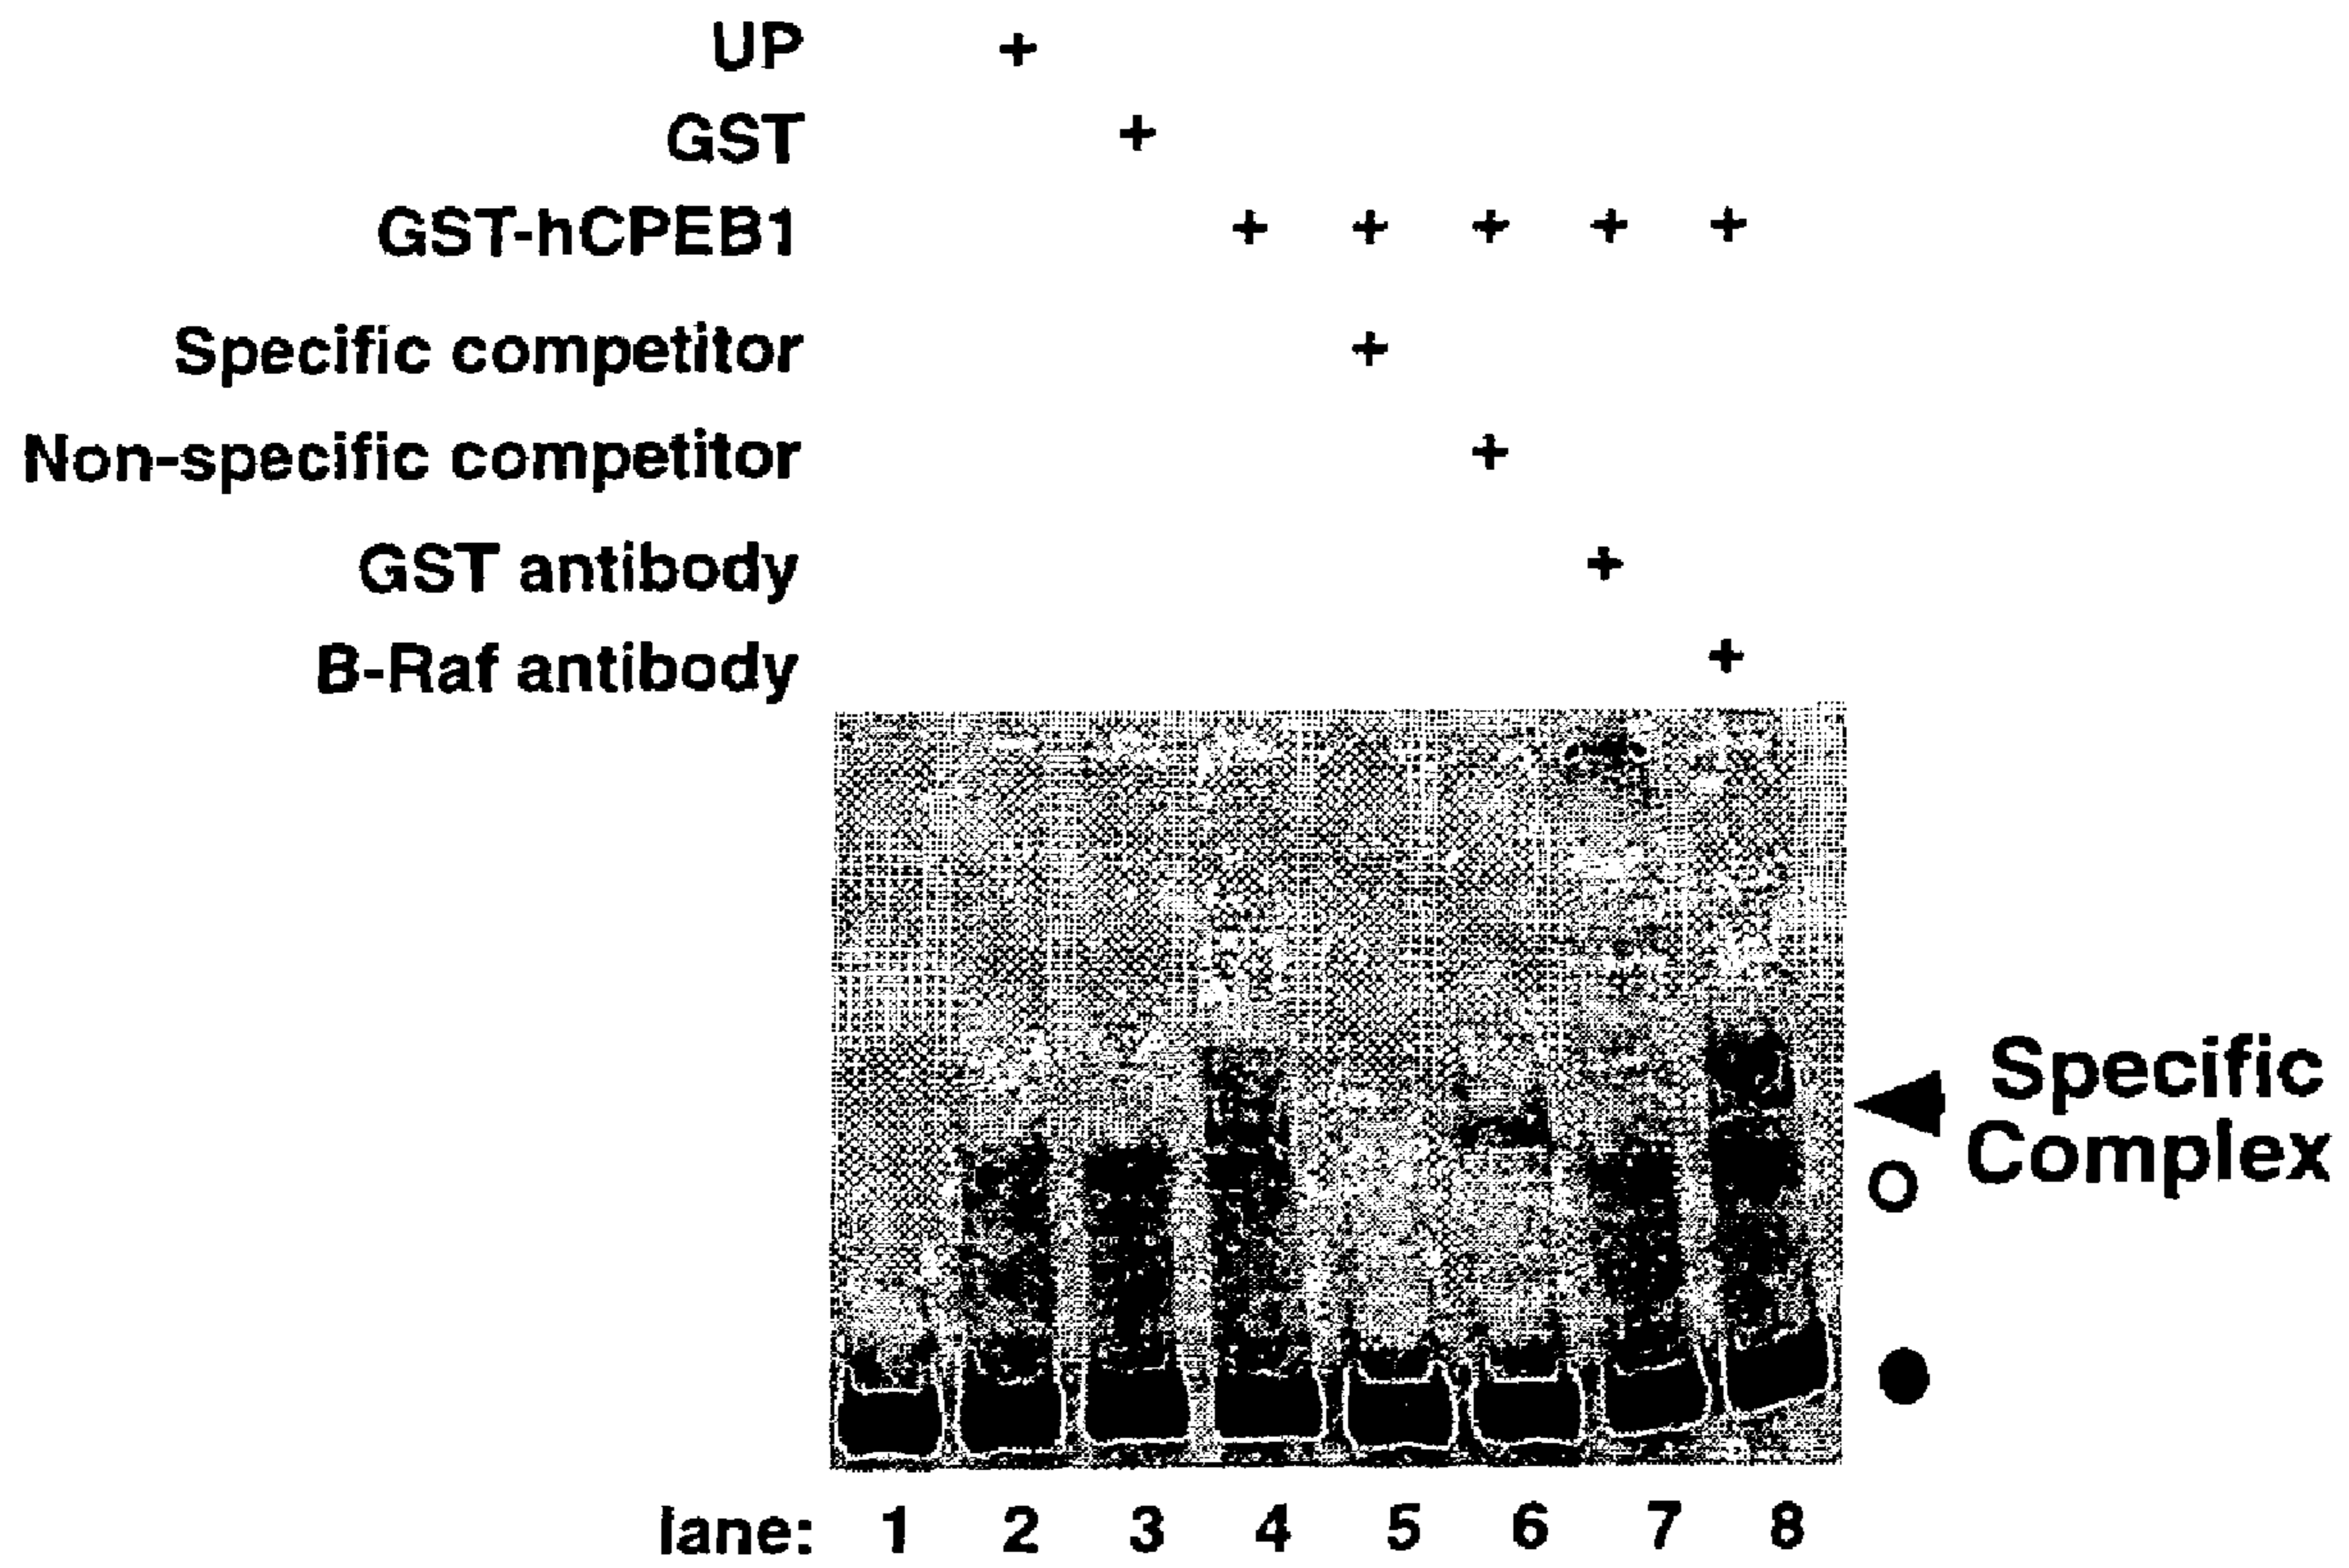 UP +
GST +
GST-hCPEB1 + + + + +
Specific competitor +
Non-specific competitor +
GST antibody +
B-Raf antibody +
Specific
Complex
lane: 1 2 3 4 5 6 7 8